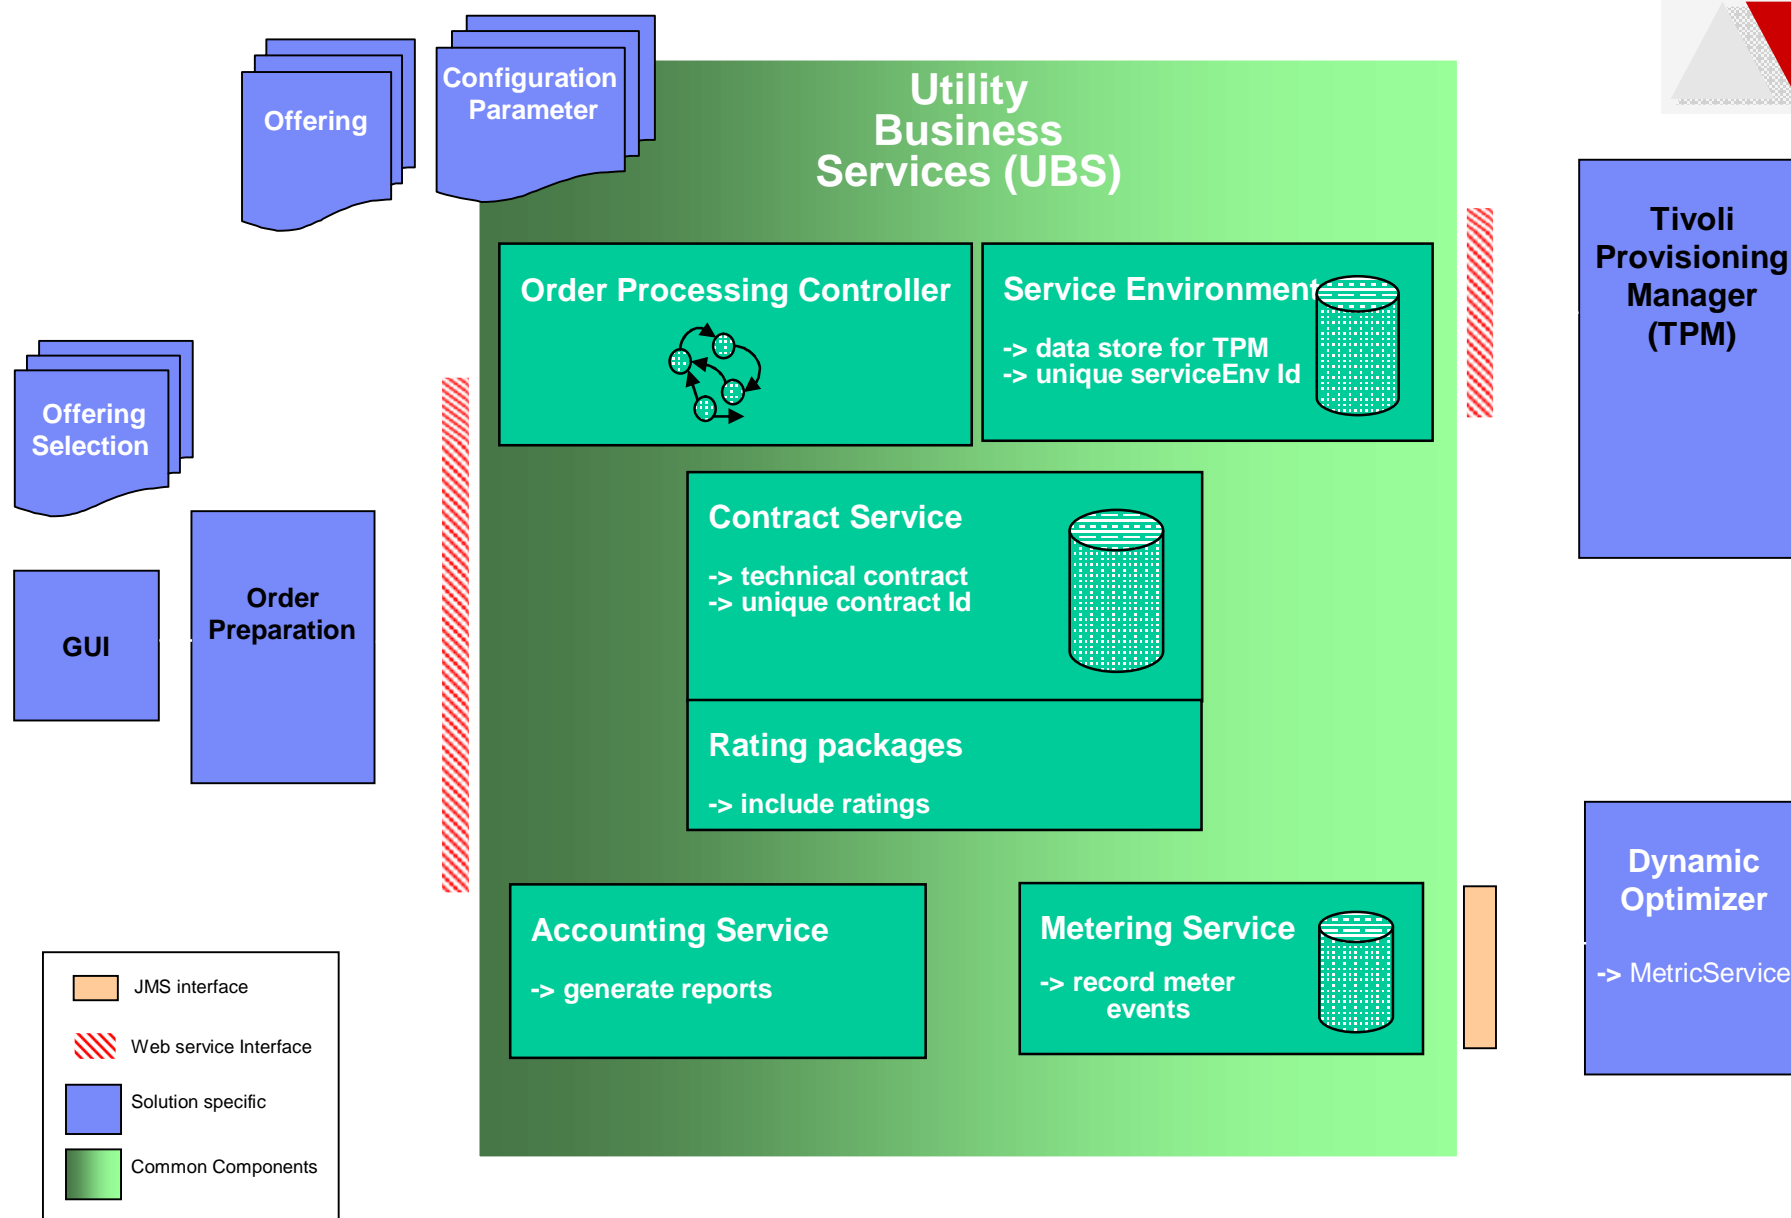 Offering
Configuration
Parameter
Utility
Business
Services (UBS)
Tivoli
Provisioning
Manager
(TPM)
Order Processing Controller
Service Environment
-> data store for TPM
-> unique serviceEnv Id
Offering
Selection
Contract Service
-> technical contract
-> unique contract Id
GUI
Order
Preparation
Rating packages
-> include ratings
Dynamic
Optimizer
-> MetricService
Accounting Service
-> generate reports
Metering Service
-> record meter
events
JMS interface
Web service Interface
Solution specific
Common Components